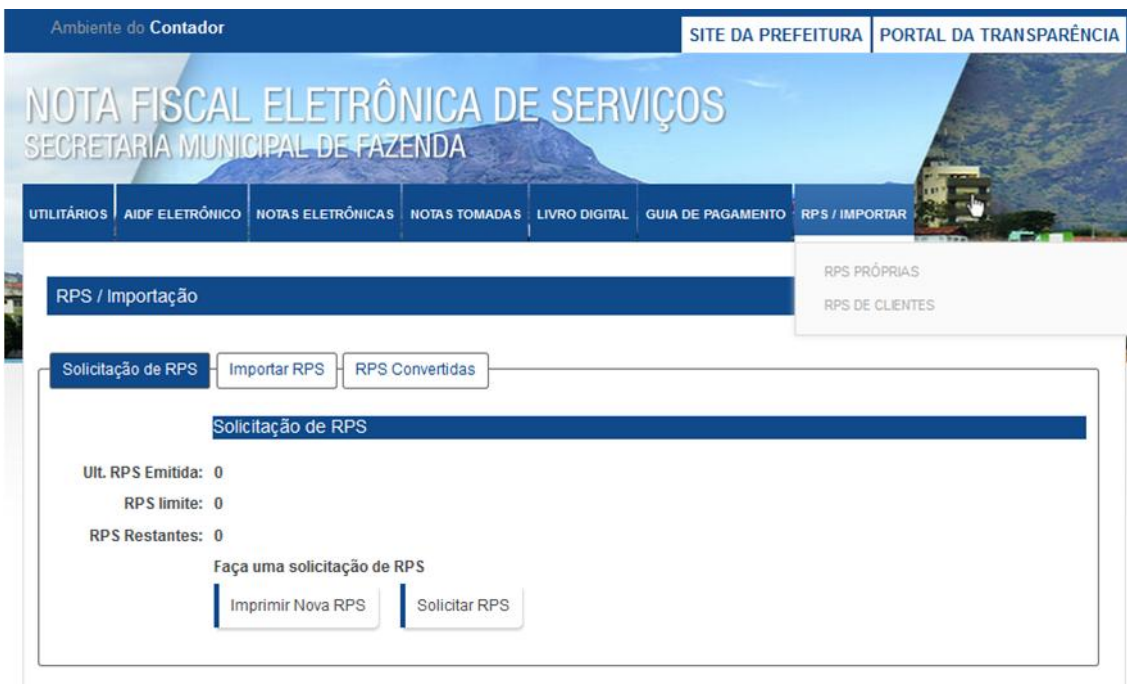 Ambiente do Contador
SITE DA PREFEITURA PORTAL DA TRANSPARÊNCIA
NOTA FISCAL ELETRÔNICA DE SERVIÇOS
SECRETARIA MUNICIPAL DE FAZENDA
UTILITÁRIOS AIDF ELETRÔNICO NOTAS ELETRÔNICAS NOTAS TOMADAS LIVRO DIGITAL GUIA DE PAGAMENTO RPS / IMPORTAR
RPS PRÓPRIAS
RPS DE CLIENTES
RPS / Importação
Solicitação de RPS Importar RPS RPS Convertidas
Solicitação de RPS
Ult. RPS Emitida: 0
RPS limite: 0
RPS Restantes: 0
Faça uma solicitação de RPS
Imprimir Nova RPS Solicitar RPS